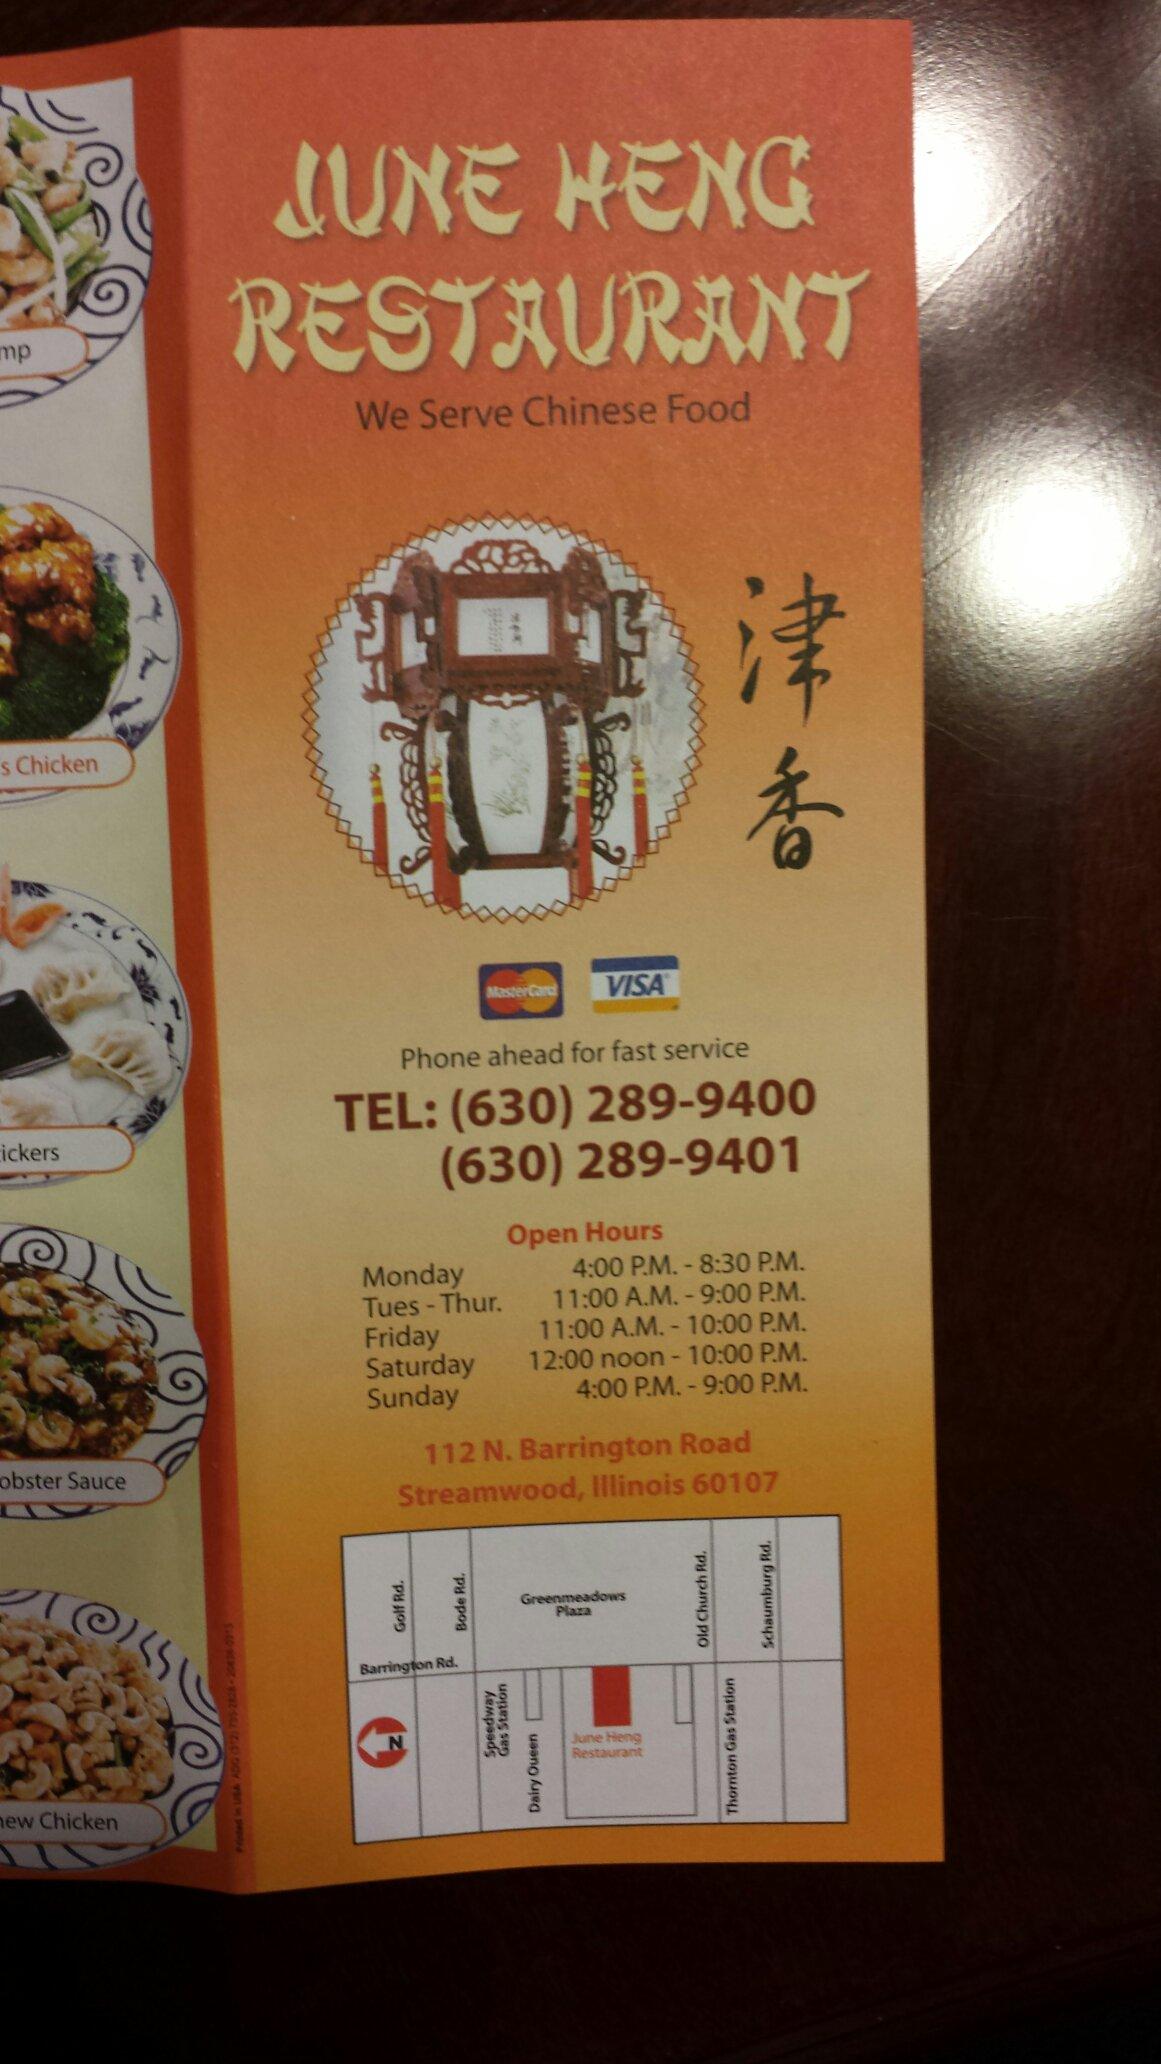 JUNE HENG
RESTAURANT
We Serve Chinese Food
津
香
MasterCard
VISA
Phone ahead for fast service
TEL: (630) 289-9400
(630) 289-9401
Open Hours
Monday 4:00 P.M. - 8:30 P.M.
Tues - Thur. 11:00 A.M. - 9:00 P.M.
Friday 11:00 A.M. - 10:00 P.M.
Saturday 12:00 noon - 10:00 P.M.
Sunday 4:00 P.M. - 9:00 P.M.
112 N. Barrington Road
Streamwood, Illinois 60107
Golf Rd.
Bode Rd.
Greenmeadows
Plaza
Old Church Rd.
Schaumburg Rd.
Barrington Rd.
N
Speedway
Gas Station
Dairy Queen
June Heng
Restaurant
Thornton Gas Station
mp
s Chicken
ickers
obster Sauce
ew Chicken
Printed in USA